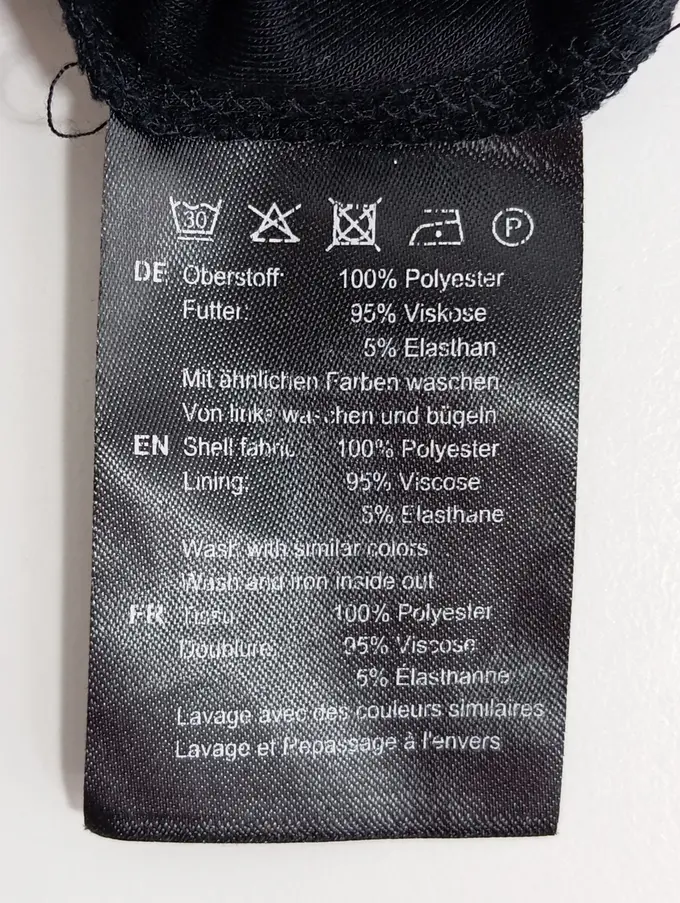 30 P
DE Oberstoff: 100% Polyester
Futter: 95% Viskose
5% Elasthan
Mit ähnlichen Farben waschen
Von links waschen und bügeln
EN Shell fabric 100% Polyester
Lining: 95% Viscose
5% Elasthane
Wash with similar colors
Wash and iron inside out
FR Tissu 100% Polyester
Doublure: 95% Viscose
5% Elasthanne
Lavage avec des couleurs similaires
Lavage et Repassage à l'envers